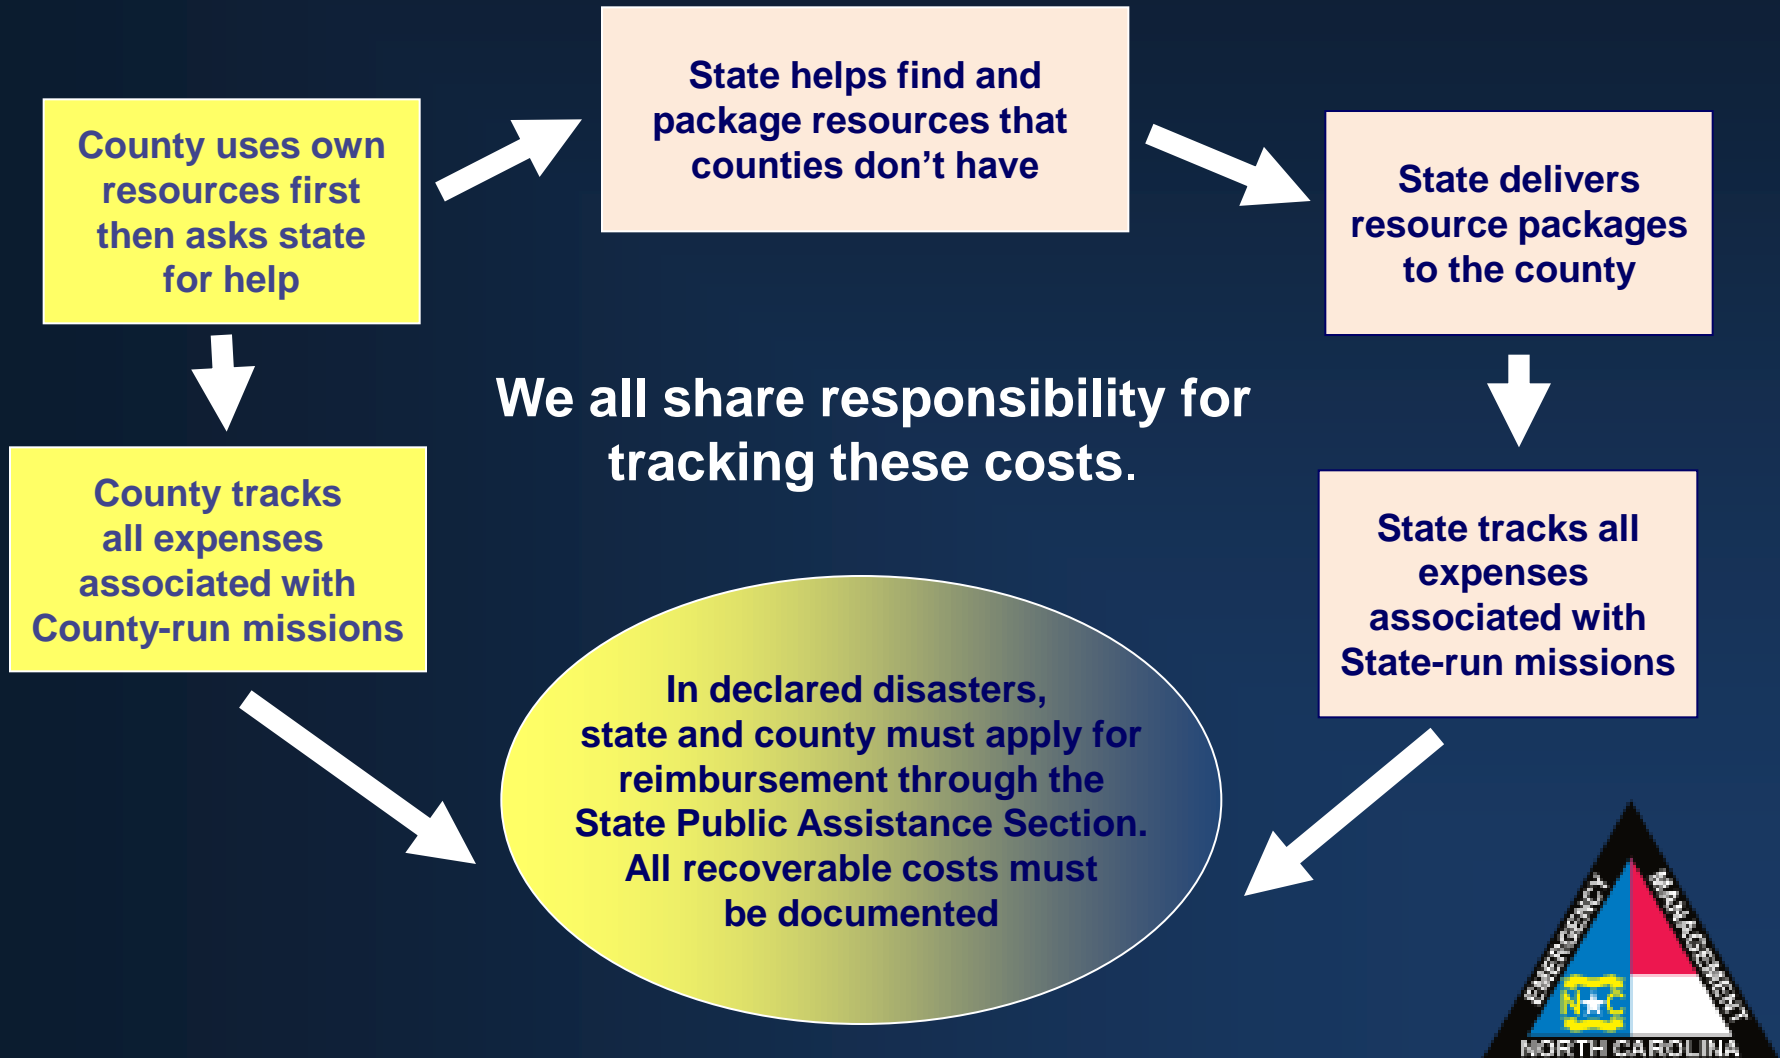 State helps find and
package resources that
counties don’t have
County uses own
resources first
then asks state
for help
State delivers
resource packages
to the county
We all share responsibility for
tracking these costs.
County tracks
all expenses
associated with
County-run missions
State tracks all
expenses
associated with
State-run missions
In declared disasters,
state and county must apply for
reimbursement through the
State Public Assistance Section.
All recoverable costs must
be documented
EMERGENCY
MANAGEMENT
N★C
NORTH CAROLINA